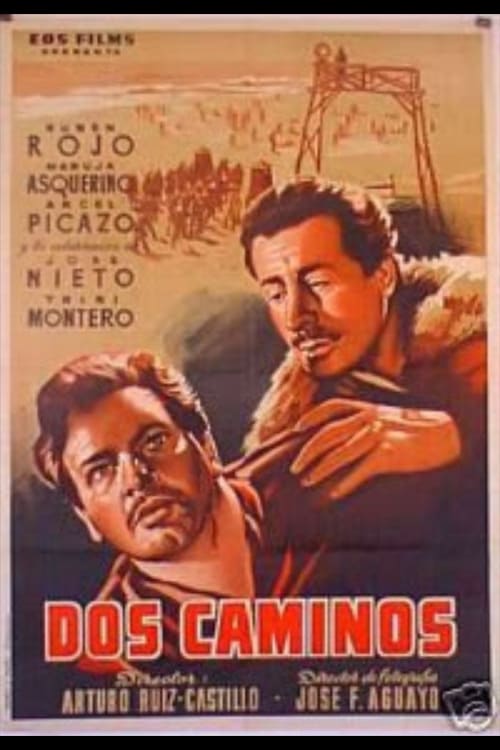 EOS FILMS
PRESENTA
RUBEN
ROJO
MARUJA
ASQUERINO
ANGEL
PICAZO
y la colaboración de
JOSE
NIETO
TRINI
MONTERO
DOS CAMINOS
Director:
ARTURO RUIZ-CASTILLO - JOSE F. AGUAYO
Director de fotografía